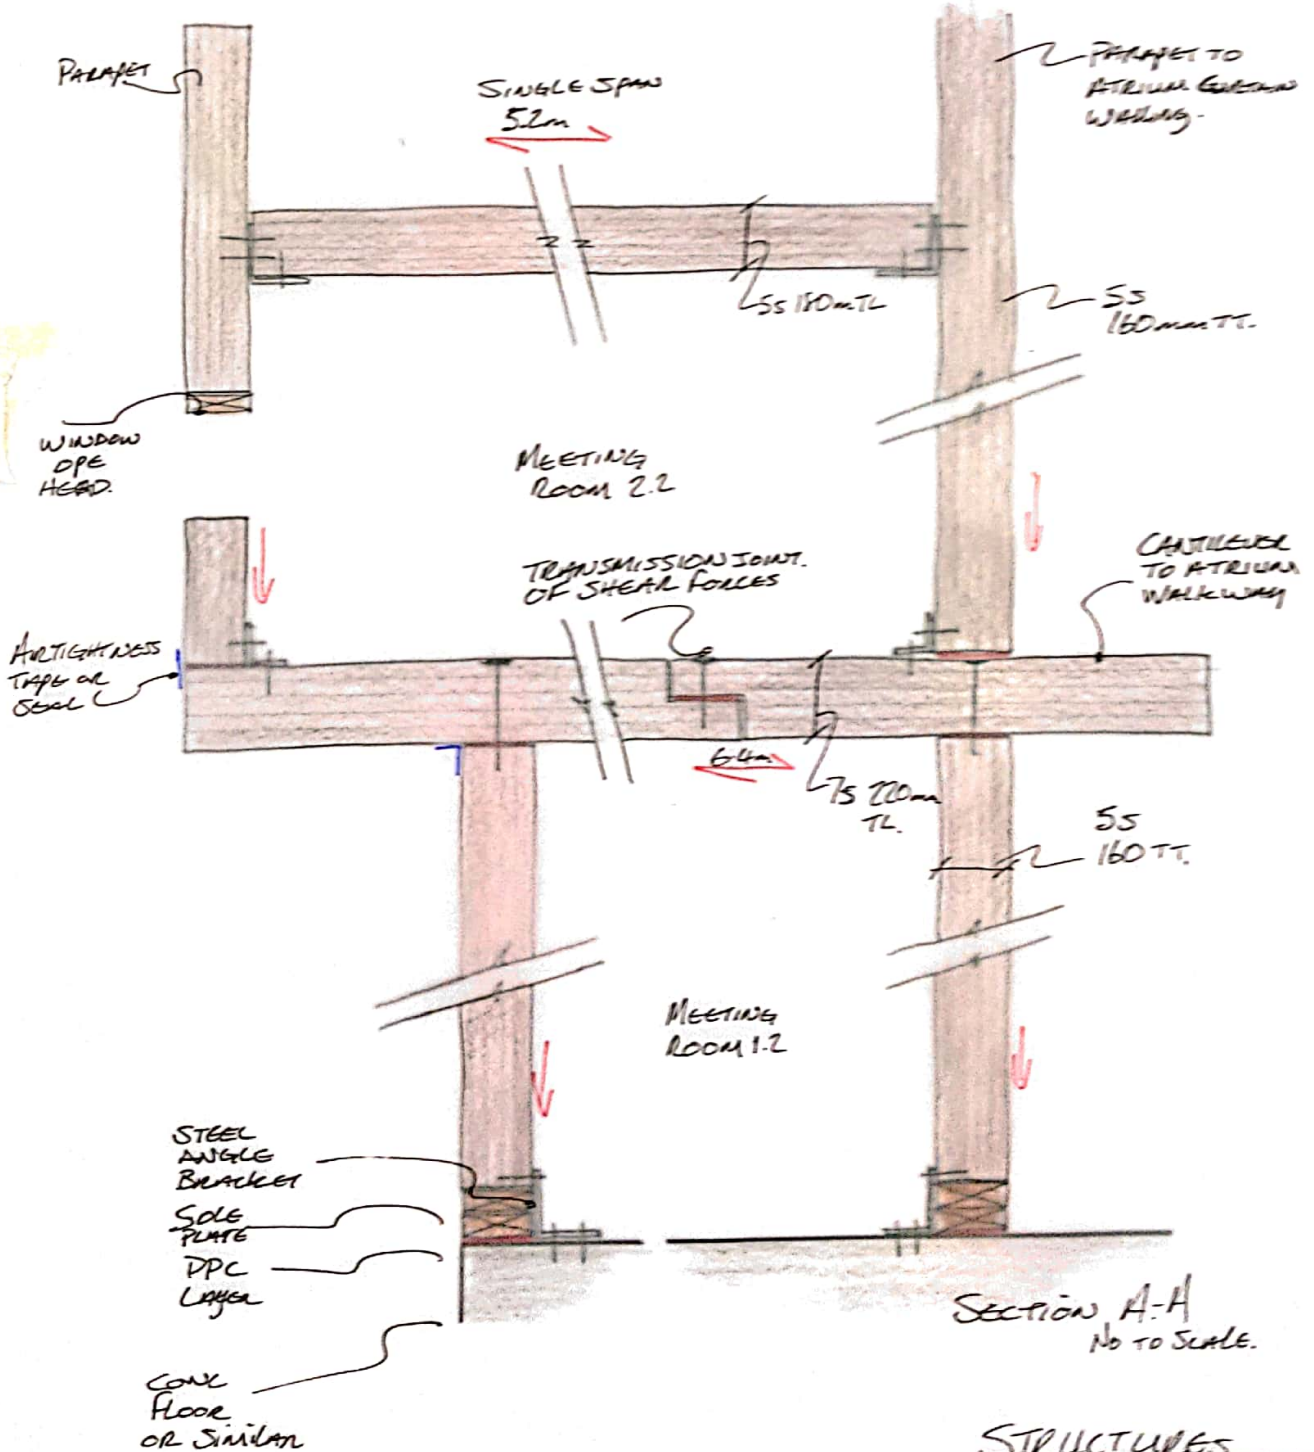 PARAPET
SINGLE SPAN
5.2m
PARAPET TO
ATRIUM CURTAIN
WALLING.
5s 180mm TL
5s
160mm TT.
WINDOW
OPE
HEAD.
MEETING
ROOM 2.2
TRANSMISSION JOINT.
OF SHEAR FORCES
CANTILEVER
TO ATRIUM
WALKWAY
AIRTIGHTNESS
TAPE OR
SEAL
6.4m
7s 220mm
TL.
5s
160 TT.
MEETING
ROOM 1.2
STEEL
ANGLE
BRACKET
SOLE
PLATE
DPC
LAYER
SECTION A-A
NO TO SCALE.
CONC
FLOOR
OR SIMILAR
STRUCTURES